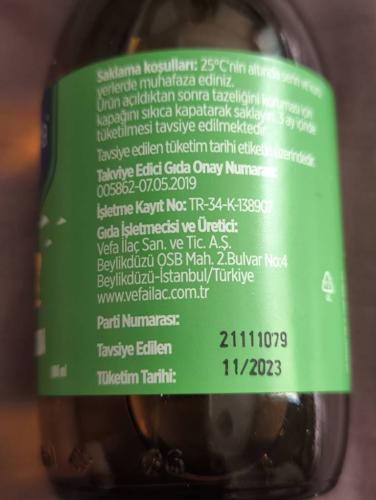 Saklama koşulları: 25°C'nin altında serin ve kuru
yerlerde muhafaza ediniz.
Ürün açıldıktan sonra tazeliğini koruması için
kapağını sıkıca kapatarak saklayın. 3 ay içinde
tüketilmesi tavsiye edilmektedir.
Tavsiye edilen tüketim tarihi etiketin üzerindedir.
Takviye Edici Gıda Onay Numarası:
005862-07.05.2019
İşletme Kayıt No: TR-34-K-138907
Gıda İşletmecisi ve Üretici:
Vefa İlaç San. ve Tic. A.Ş.
Beylikdüzü OSB Mah. 2.Bulvar No:4
Beylikdüzü-İstanbul/Türkiye
www.vefailac.com.tr
Parti Numarası:
Tavsiye Edilen 21111079
Tüketim Tarihi: 11/2023
ml